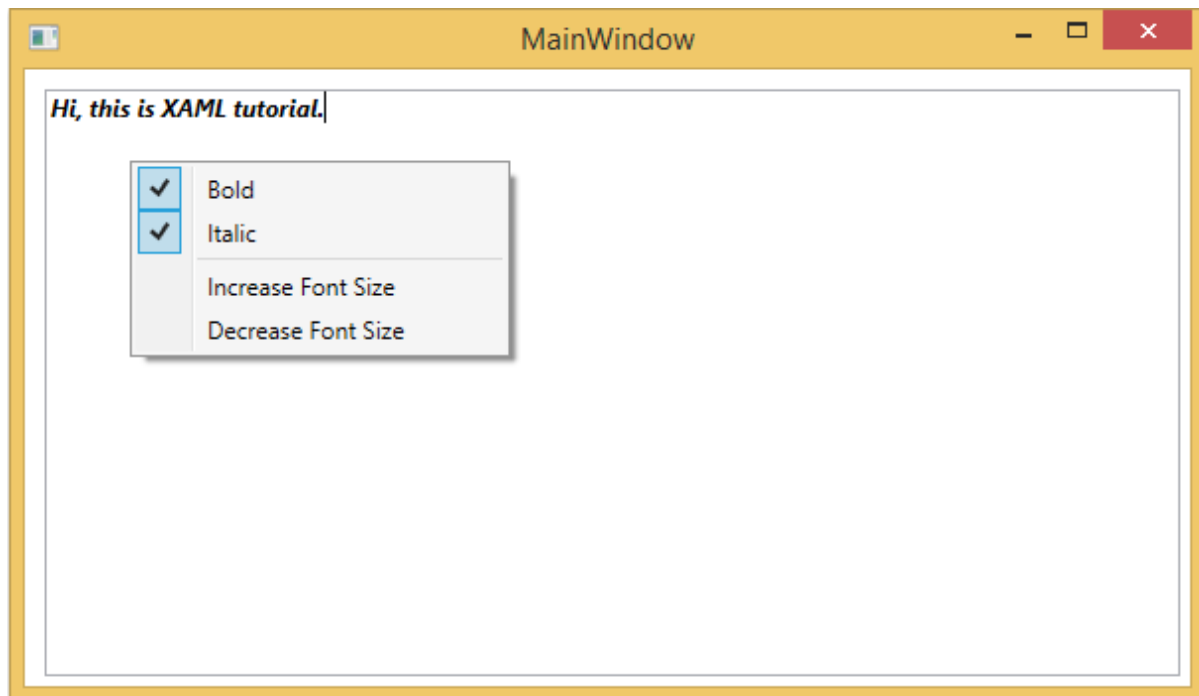 MainWindow
Hi, this is XAML tutorial.
Bold
Italic
Increase Font Size
Decrease Font Size